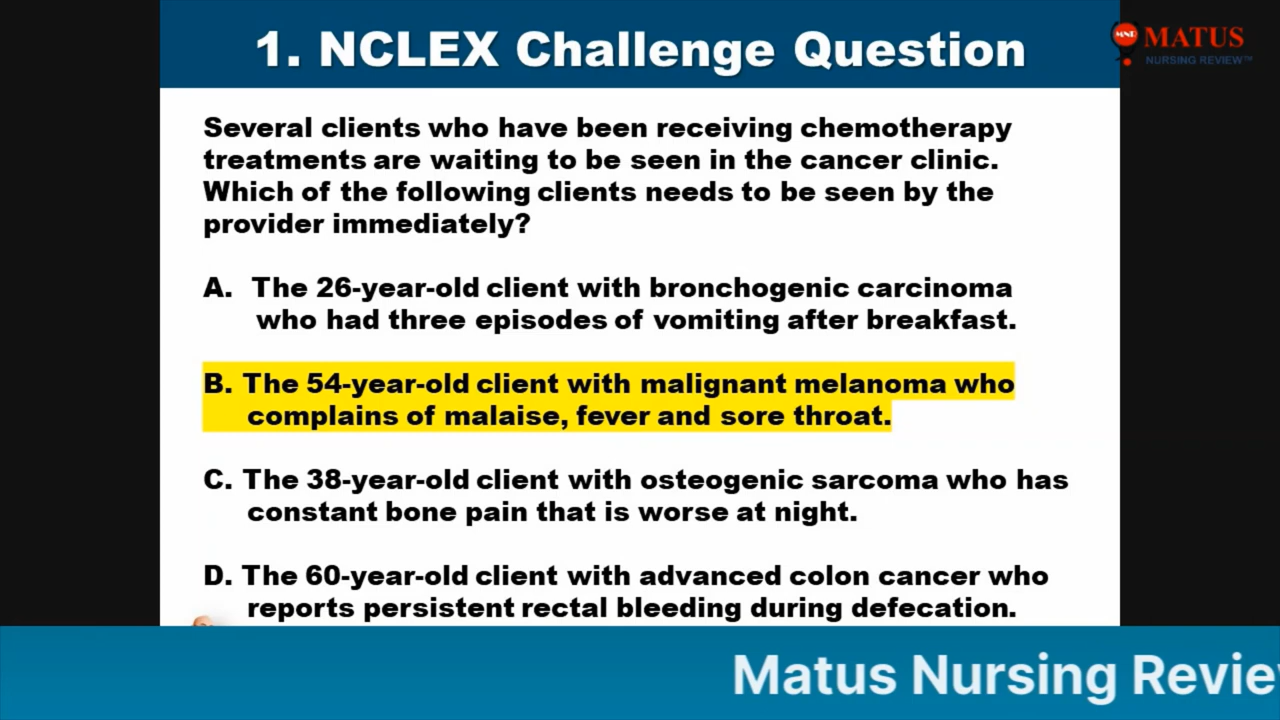 1. NCLEX Challenge Question
MNR MATUS
NURSING REVIEW™
Several clients who have been receiving chemotherapy
treatments are waiting to be seen in the cancer clinic.
Which of the following clients needs to be seen by the
provider immediately?
A. The 26-year-old client with bronchogenic carcinoma
who had three episodes of vomiting after breakfast.
B. The 54-year-old client with malignant melanoma who
complains of malaise, fever and sore throat.
C. The 38-year-old client with osteogenic sarcoma who has
constant bone pain that is worse at night.
D. The 60-year-old client with advanced colon cancer who
reports persistent rectal bleeding during defecation.
Matus Nursing Review